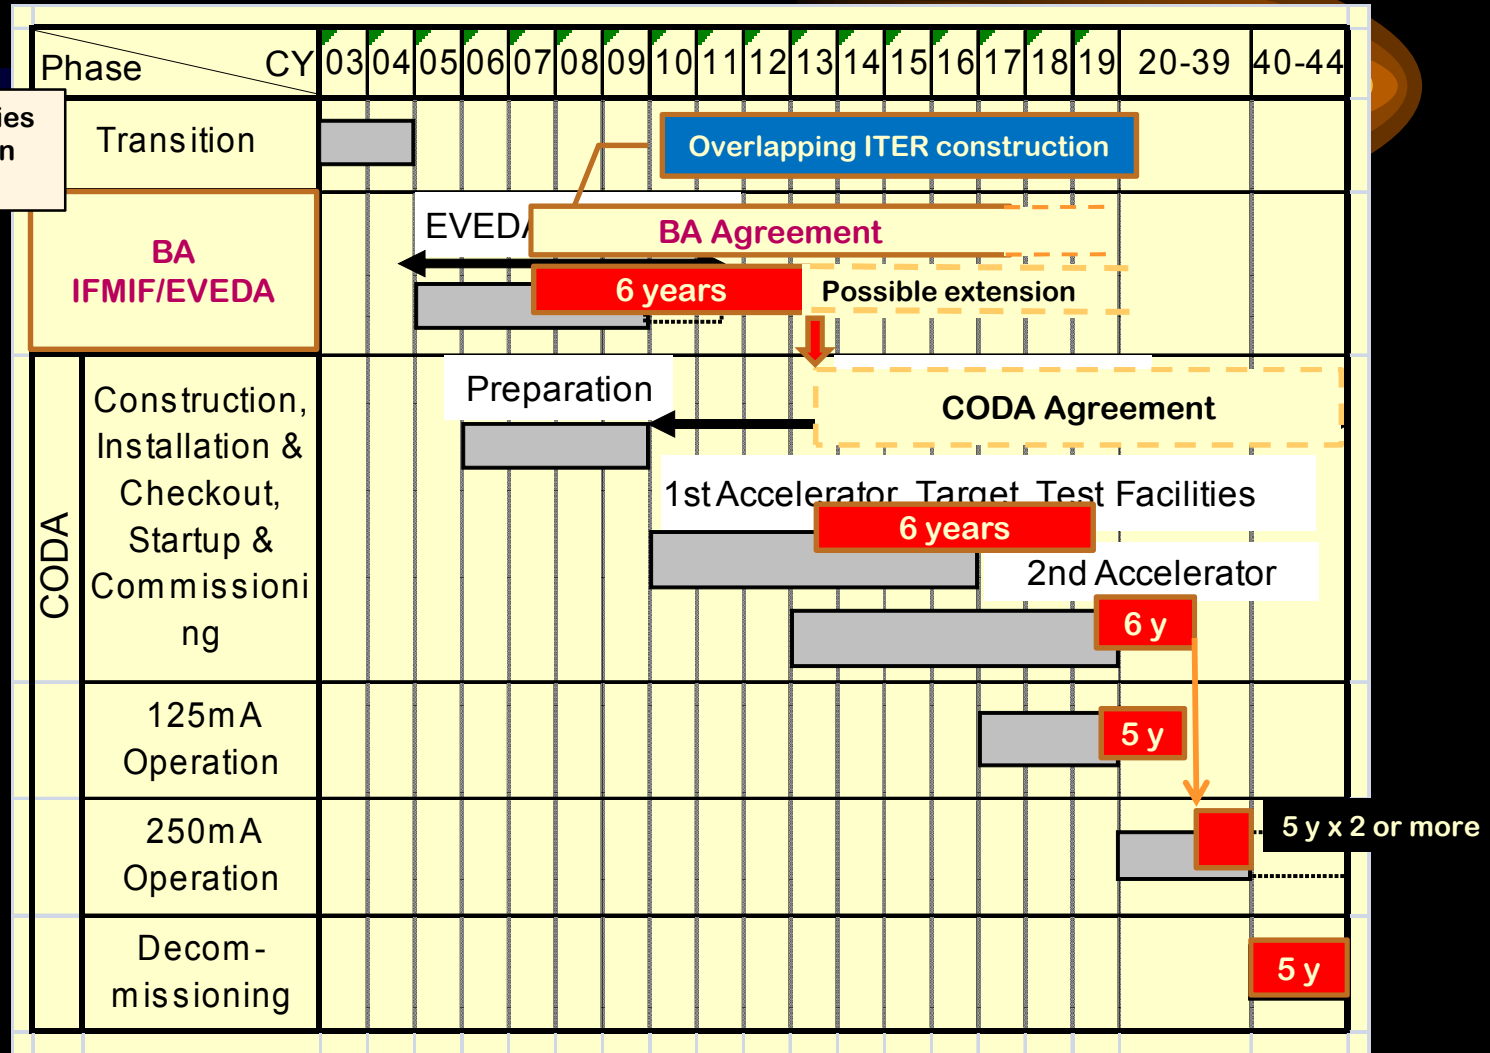 Phase CY 03 04 05 06 07 08 09 10 11 12 13 14 15 16 17 18 19 20-39 40-44
Transition
Overlapping ITER construction
BA
IFMIF/EVEDA
BA Agreement
6 years
Possible extension
CODA
Construction,
Installation &
Checkout,
Startup &
Commissioni
ng
Preparation
CODA Agreement
1st Accelerator Target Test Facilities
6 years
2nd Accelerator
6 y
125mA
Operation
5 y
250mA
Operation
5 y x 2 or more
Decom-
missioning
5 y